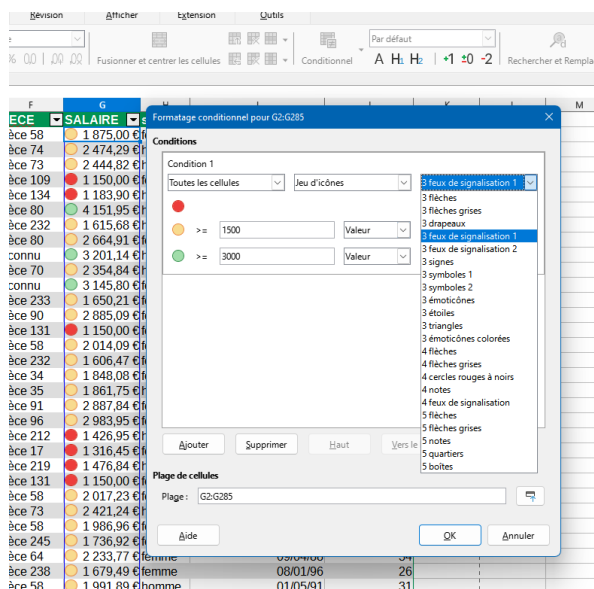 Révision Afficher Extension Outils
Par défaut
% 0,0 Fusionner et centrer les cellules Conditionnel A H1 H2 +1 ±0 -2 Rechercher et Rempla
F G H I J K L M
ECE SALAIRE s
Formatage conditionnel pour G2:G285
Conditions
Condition 1
Toutes les cellules Jeu d'icônes 3 feux de signalisation 1
>= 1500 Valeur
>= 3000 Valeur
3 flèches
3 flèches grises
3 drapeaux
3 feux de signalisation 1
3 feux de signalisation 2
3 signes
3 symboles 1
3 symboles 2
3 émoticônes
3 étoiles
3 triangles
3 émoticônes colorées
4 flèches
4 flèches grises
4 cercles rouges à noirs
4 notes
4 feux de signalisation
5 flèches
5 flèches grises
5 notes
5 quartiers
5 boîtes
Ajouter Supprimer Haut Vers le
Plage de cellules
Plage : G2:G285
Aide OK Annuler
èce 58 1 875,00 € f
èce 74 2 474,29 € h
èce 73 2 444,82 € h
èce 109 1 150,00 € f
èce 134 1 183,90 € h
èce 80 4 151,95 € h
èce 232 1 615,68 € f
èce 80 2 664,91 € f
connu 3 201,14 € h
èce 70 2 354,84 € h
connu 3 145,80 € f
èce 233 1 650,21 € f
èce 90 2 885,09 € f
èce 131 1 150,00 € f
èce 58 2 014,09 € f
èce 232 1 606,47 € f
èce 34 1 848,08 € f
èce 35 1 861,75 € h
èce 91 2 887,84 € f
èce 96 2 983,95 € f
èce 212 1 426,95 € h
èce 17 1 316,45 € f
èce 219 1 476,84 € h
èce 131 1 150,00 € f
èce 58 2 017,23 € f
èce 73 2 421,24 € h
èce 58 1 986,96 € f
èce 245 1 736,92 € f
èce 64 2 233,77 € femme 09/04/88 34
èce 238 1 679,49 € femme 08/01/96 26
èce 58 1 991,89 € homme 01/05/91 31